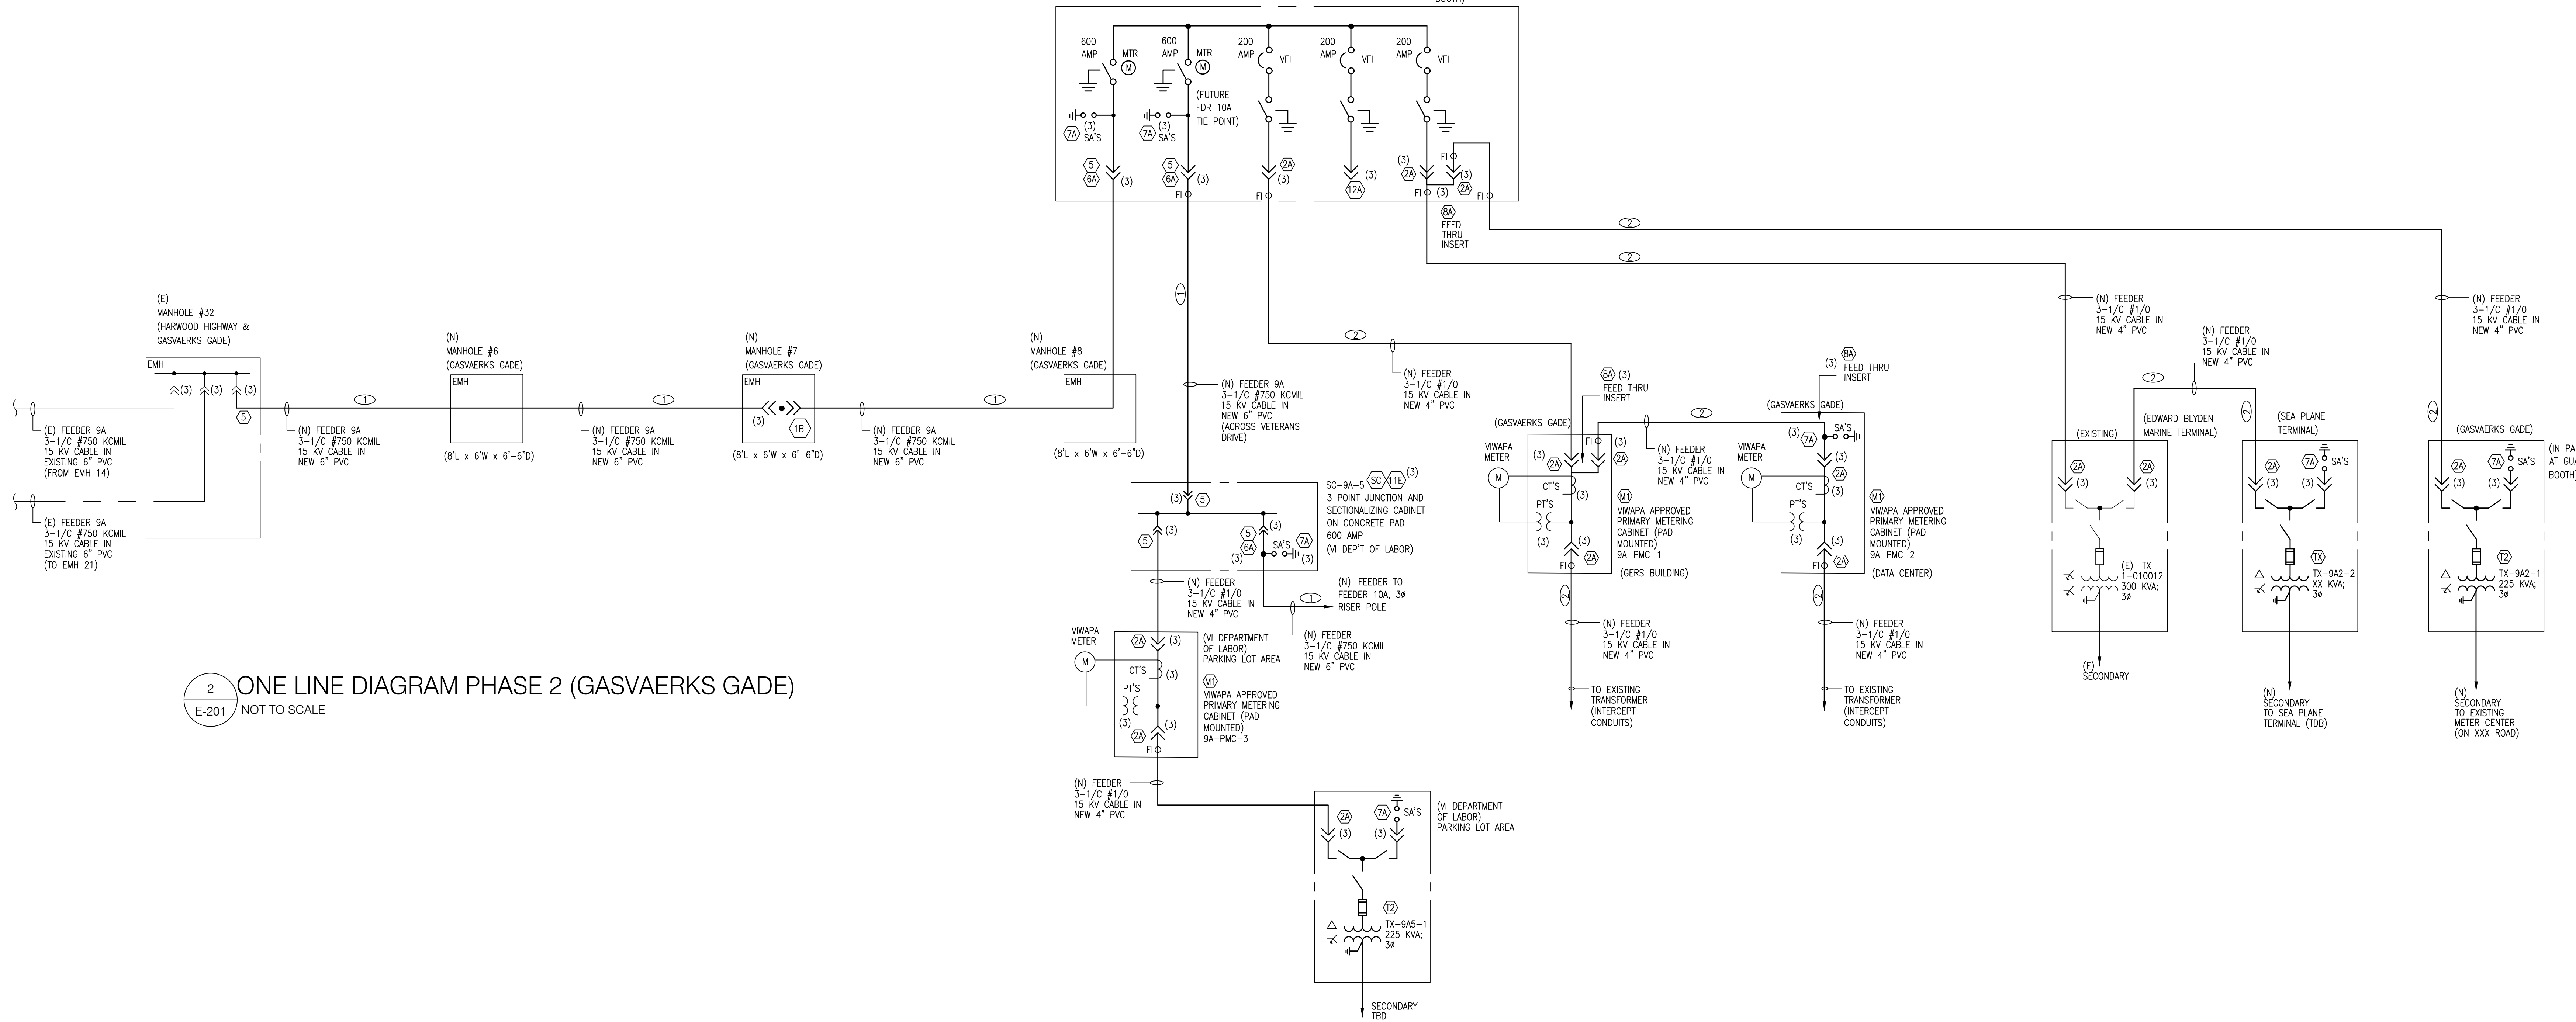 BOOTH)
600
AMP
MTR
M
600
AMP
MTR
M
200
AMP
VFI
200
AMP
VFI
200
AMP
VFI
(FUTURE
FDR 10A
TIE POINT)
7A
(3)
SA'S
7A
(3)
SA'S
5
6A
(3)
5
6A
(3)
FI
2A
(3)
FI
12A
(3)
(3)
2A
FI
(3)
2A
FI
(3)
FI
8A
FEED
THRU
INSERT
2
2
1
2
(E)
MANHOLE #32
(HARWOOD HIGHWAY &
GASVAERKS GADE)
EMH
(3)
(3)
(3)
5
(E) FEEDER 9A
3-1/C #750 KCMIL
15 KV CABLE IN
EXISTING 6" PVC
(FROM EMH 14)
(E) FEEDER 9A
3-1/C #750 KCMIL
15 KV CABLE IN
EXISTING 6" PVC
(TO EMH 21)
1
(N) FEEDER 9A
3-1/C #750 KCMIL
15 KV CABLE IN
NEW 6" PVC
(N)
MANHOLE #6
(GASVAERKS GADE)
EMH
(8'L x 6'W x 6'-6"D)
1
(N) FEEDER 9A
3-1/C #750 KCMIL
15 KV CABLE IN
NEW 6" PVC
(N)
MANHOLE #7
(GASVAERKS GADE)
EMH
(3)
1B
(8'L x 6'W x 6'-6"D)
1
(N) FEEDER 9A
3-1/C #750 KCMIL
15 KV CABLE IN
NEW 6" PVC
(N)
MANHOLE #8
(GASVAERKS GADE)
EMH
(8'L x 6'W x 6'-6"D)
(N) FEEDER 9A
3-1/C #750 KCMIL
15 KV CABLE IN
NEW 6" PVC
(ACROSS VETERANS
DRIVE)
(N) FEEDER
3-1/C #1/0
15 KV CABLE IN
NEW 4" PVC
SC-9A-5
SC
11E
(3)
3 POINT JUNCTION AND
SECTIONALIZING CABINET
ON CONCRETE PAD
600 AMP
(VI DEP'T OF LABOR)
(3)
5
(3)
5
(3)
5
6A
(3)
SA'S
7A
(3)
(N) FEEDER
3-1/C #1/0
15 KV CABLE IN
NEW 4" PVC
1
(N) FEEDER TO
FEEDER 10A, 3ø
RISER POLE
(N) FEEDER
3-1/C #750 KCMIL
15 KV CABLE IN
NEW 6" PVC
VIWAPA
METER
M
2A
(3)
CT'S
(3)
PT'S
(3)
(3)
2A
FI
(VI DEPARTMENT
OF LABOR)
PARKING LOT AREA
M1
VIWAPA APPROVED
PRIMARY METERING
CABINET (PAD
MOUNTED)
9A-PMC-3
(N) FEEDER
3-1/C #1/0
15 KV CABLE IN
NEW 4" PVC
2A
(3)
7A
SA'S
(3)
(VI DEPARTMENT
OF LABOR)
PARKING LOT AREA
T2
TX-9A5-1
225 KVA;
3ø
SECONDARY
TBD
(GASVAERKS GADE)
VIWAPA
METER
M
8A
(3)
FEED THRU
INSERT
(3)
2A
FI
(3)
2A
CT'S
(3)
PT'S
(3)
(3)
2A
FI
M1
VIWAPA APPROVED
PRIMARY METERING
CABINET (PAD
MOUNTED)
9A-PMC-1
(GERS BUILDING)
2
(N) FEEDER
3-1/C #1/0
15 KV CABLE IN
NEW 4" PVC
TO EXISTING
TRANSFORMER
(INTERCEPT
CONDUITS)
2
(N) FEEDER
3-1/C #1/0
15 KV CABLE IN
NEW 4" PVC
(3)
8A
FEED THRU
INSERT
(GASVAERKS GADE)
VIWAPA
METER
M
(3)
7A
SA'S
(3)
2A
CT'S
(3)
PT'S
(3)
(3)
2A
FI
M1
VIWAPA APPROVED
PRIMARY METERING
CABINET (PAD
MOUNTED)
9A-PMC-2
(DATA CENTER)
2
(N) FEEDER
3-1/C #1/0
15 KV CABLE IN
NEW 4" PVC
TO EXISTING
TRANSFORMER
(INTERCEPT
CONDUITS)
(N) FEEDER
3-1/C #1/0
15 KV CABLE IN
NEW 4" PVC
(N) FEEDER
3-1/C #1/0
15 KV CABLE IN
NEW 4" PVC
2
(EXISTING)
(EDWARD BLYDEN
MARINE TERMINAL)
2A
(3)
2A
(3)
(E) TX
1-010012
300 KVA;
3ø
(E)
SECONDARY
2
(SEA PLANE
TERMINAL)
2A
(3)
7A
SA'S
(3)
TX
TX-9A2-2
XX KVA;
3ø
(N)
SECONDARY
TO SEA PLANE
TERMINAL (TDB)
(N) FEEDER
3-1/C #1/0
15 KV CABLE IN
NEW 4" PVC
2
(GASVAERKS GADE)
2A
(3)
7A
SA'S
(3)
BOOTH)
T2
TX-9A2-1
225 KVA;
3ø
(N)
SECONDARY
TO EXISTING
METER CENTER
(ON XXX ROAD)
2
E-201
ONE LINE DIAGRAM PHASE 2 (GASVAERKS GADE)
NOT TO SCALE